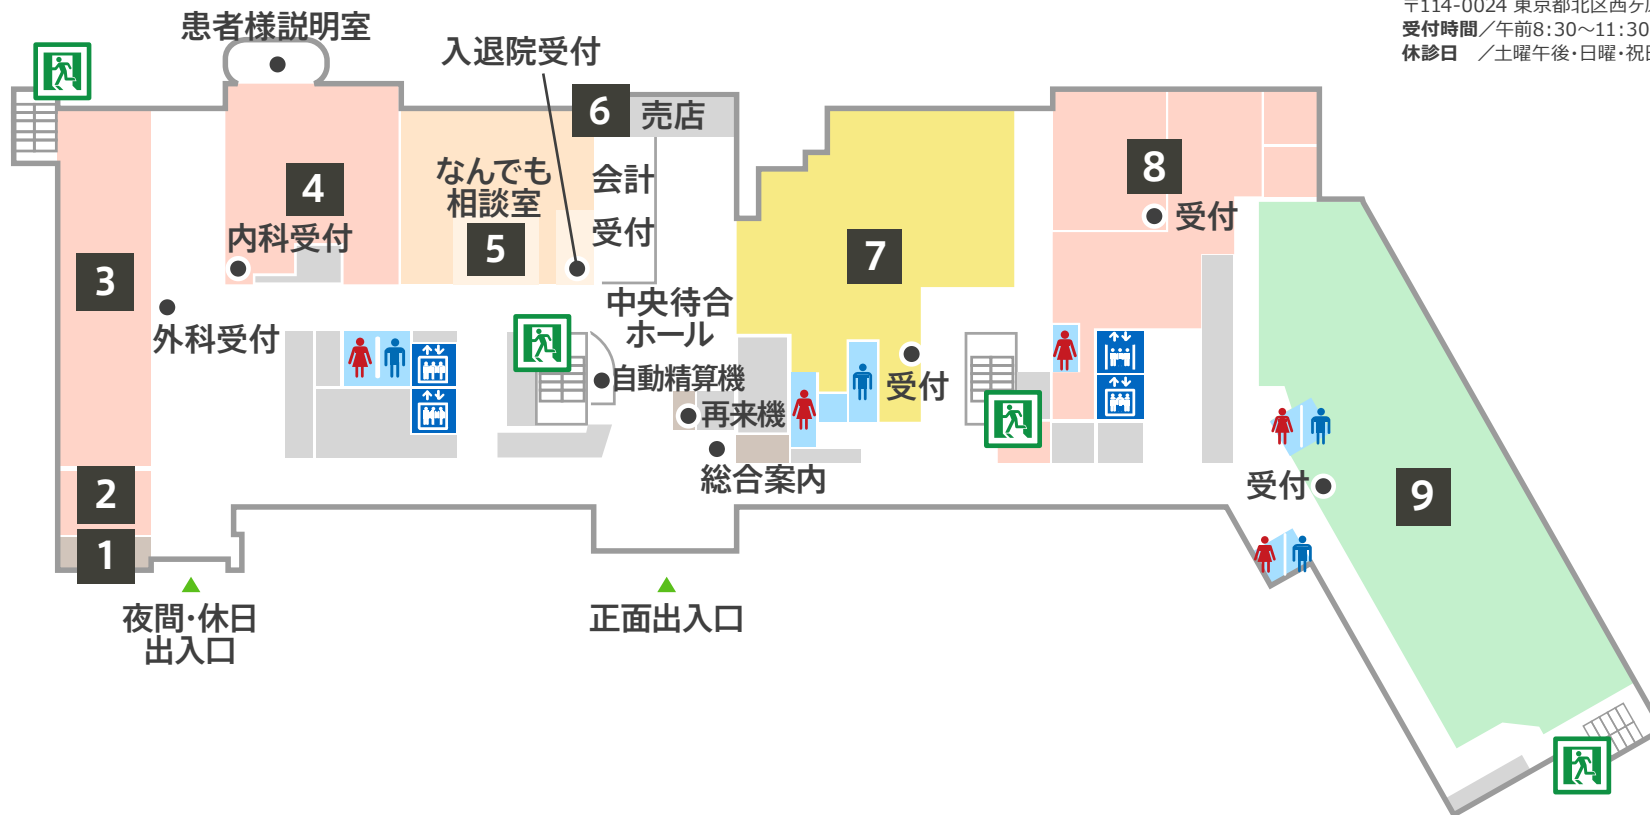 〒114-0024 東京都北区西ヶ
受付時間／午前8:30～11:30
休診日　／土曜午後・日曜・祝
患者様説明室
入退院受付
6
売店
なんでも
相談室
会計
受付
4
5
8
受付
内科受付
7
3
外科受付
中央待合
ホール
自動精算機
再来機
受付
総合案内
受付
9
2
1
夜間・休日
出入口
正面出入口